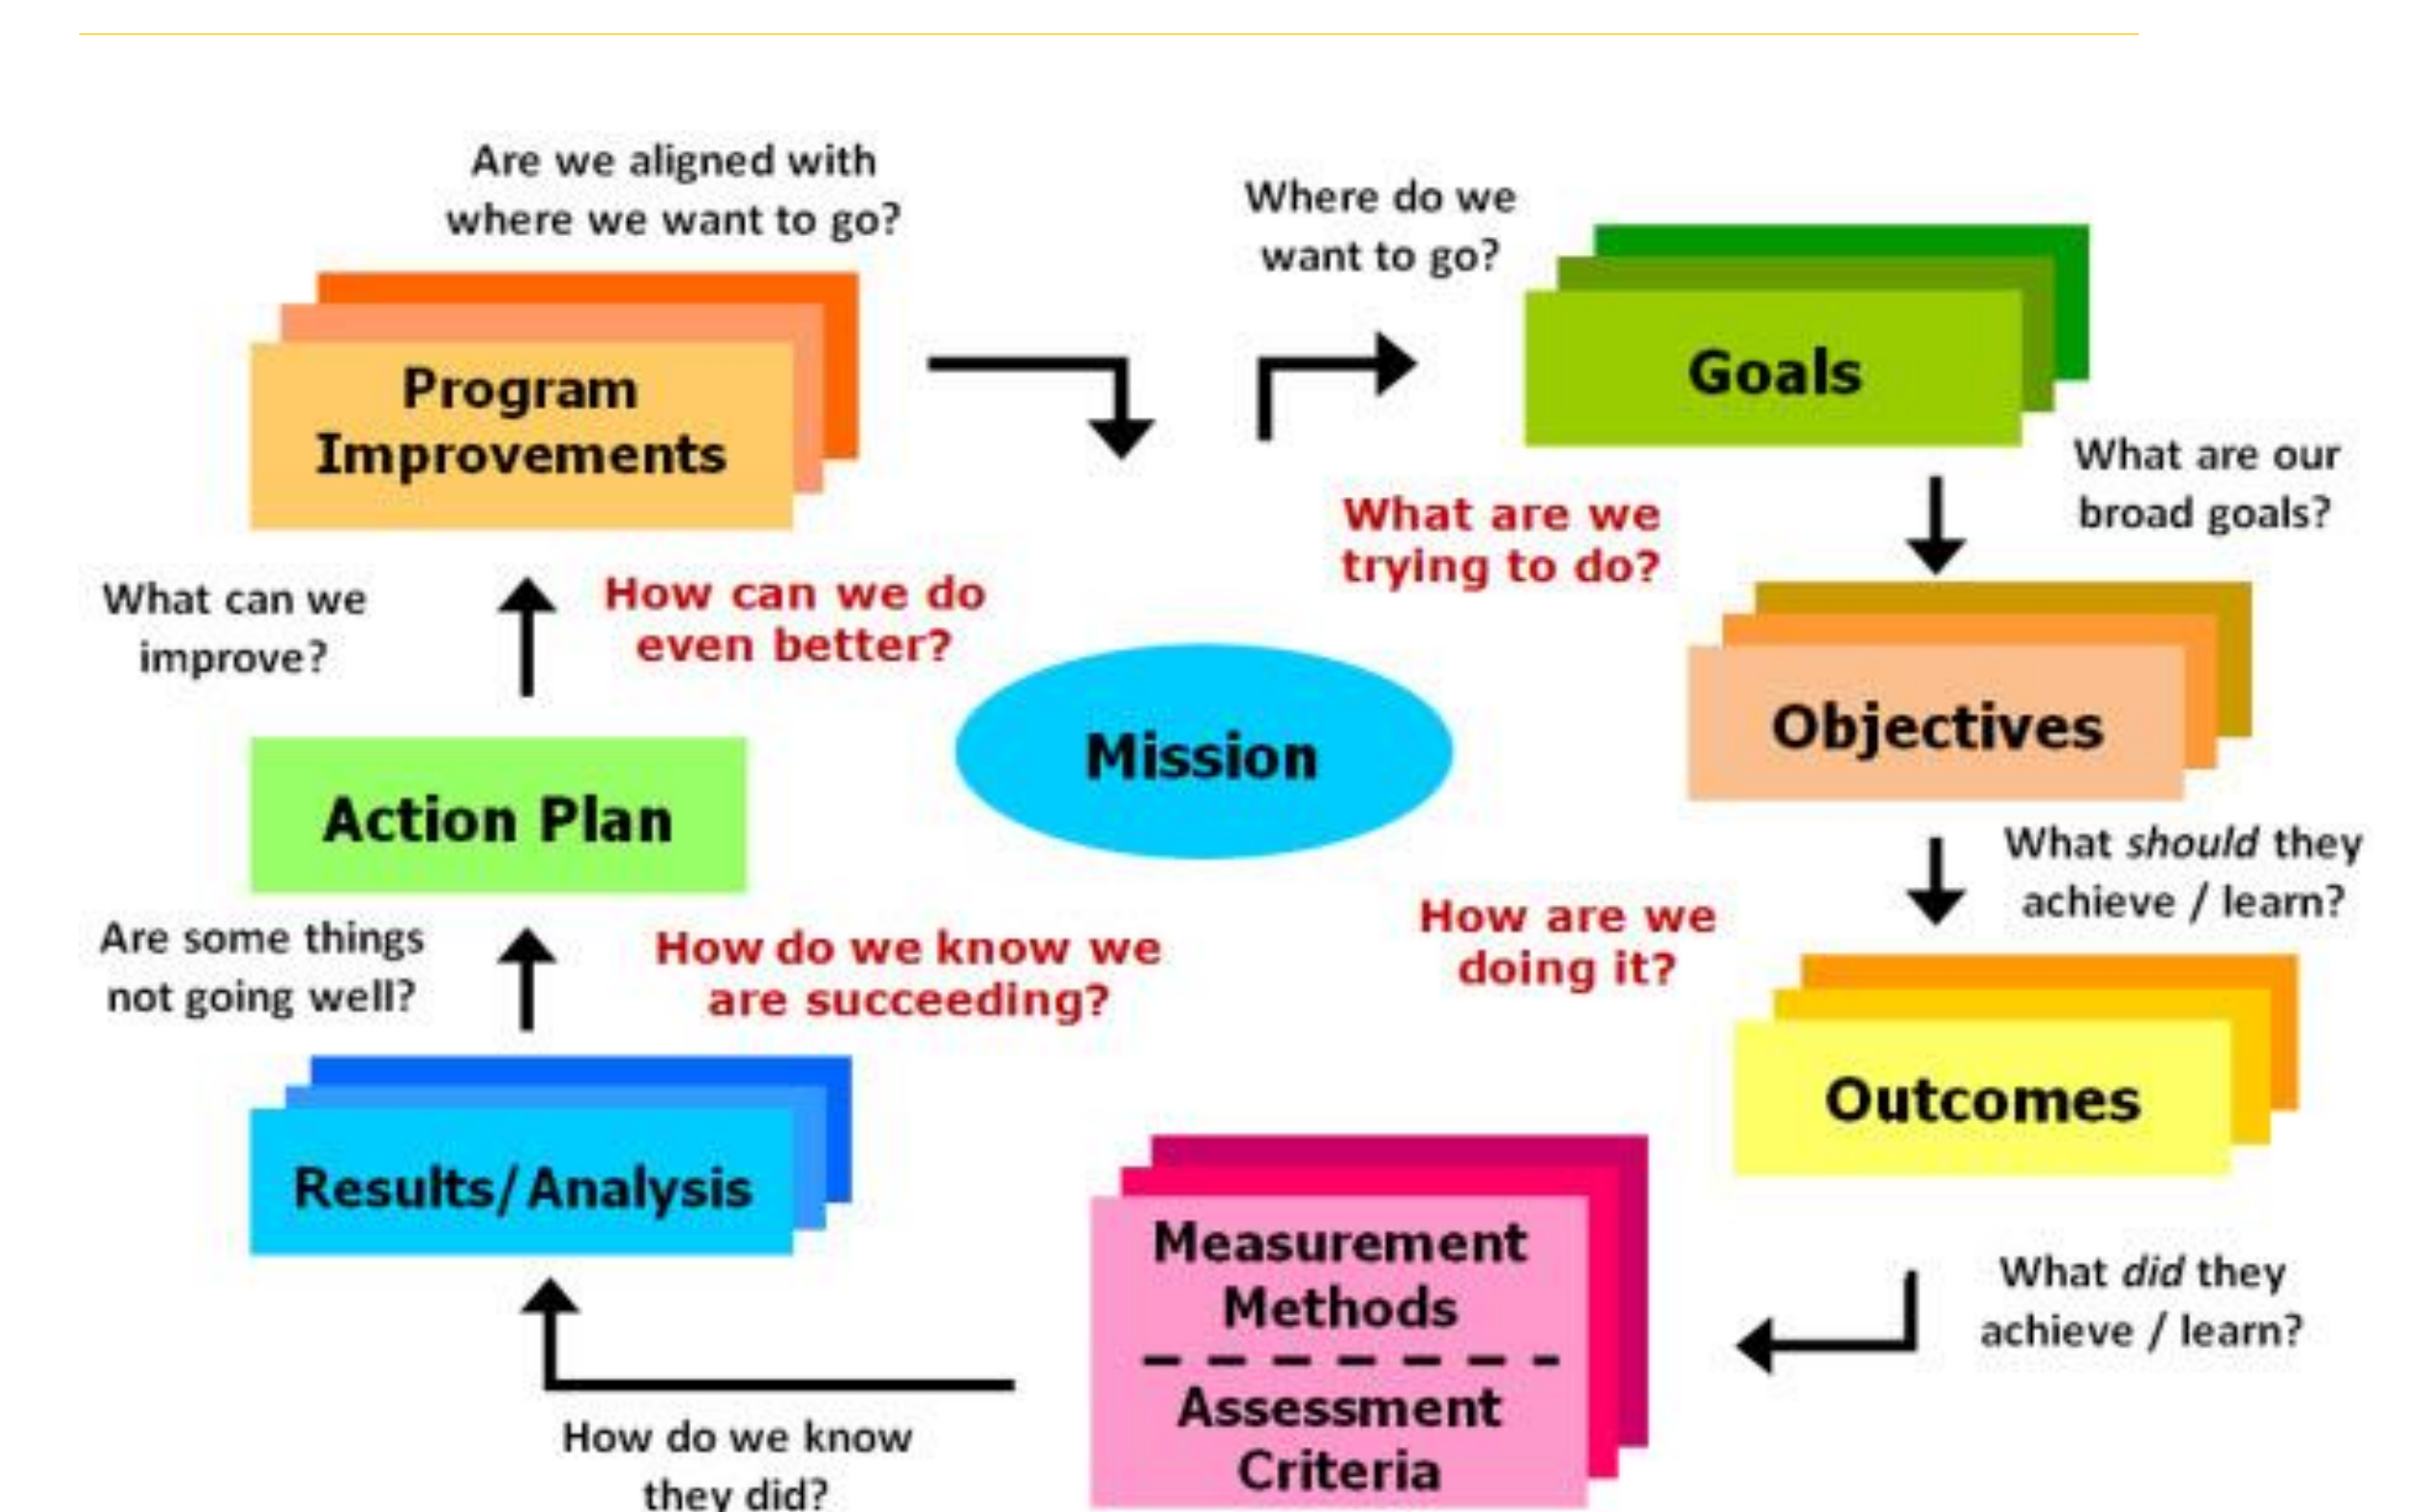 Are we aligned with
where we want to go?
Where do we
want to go?
Program
Improvements
Goals
What are our
broad goals?
What are we
trying to do?
What can we
improve?
How can we do
even better?
Mission
Objectives
Action Plan
What should they
achieve / learn?
Are some things
not going well?
How do we know we
are succeeding?
How are we
doing it?
Outcomes
Results/Analysis
Measurement
Methods
Assessment
Criteria
What did they
achieve / learn?
How do we know
they did?